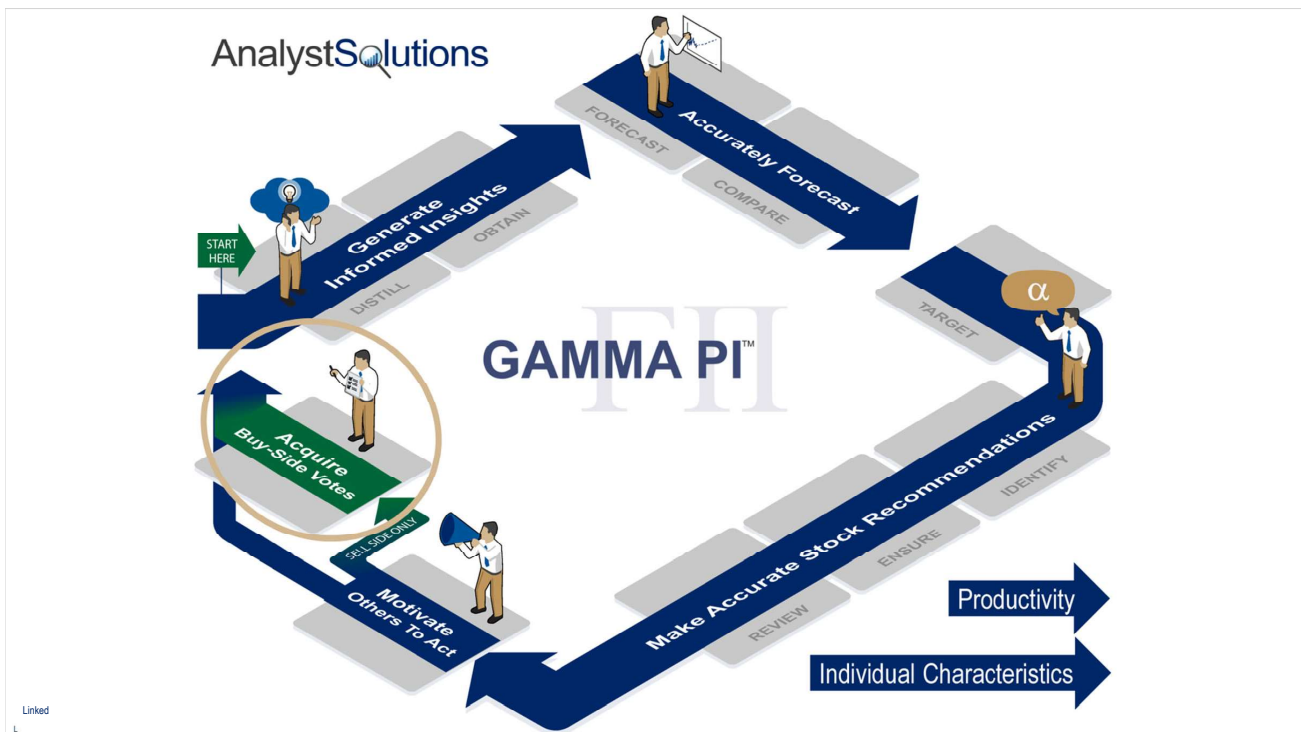 AnalystSolutions
START
HERE
Generate
Informed Insights
DISTILL
OBTAIN
FORECAST
COMPARE
Accurately Forecast
TARGET
α
GAMMA PI™
ΓΠ
Acquire
Buy-Side Votes
SELL SIDE ONLY
Motivate
Others To Act
Make Accurate Stock Recommendations
REVIEW
ENSURE
IDENTIFY
Productivity
Individual Characteristics
Linked
L